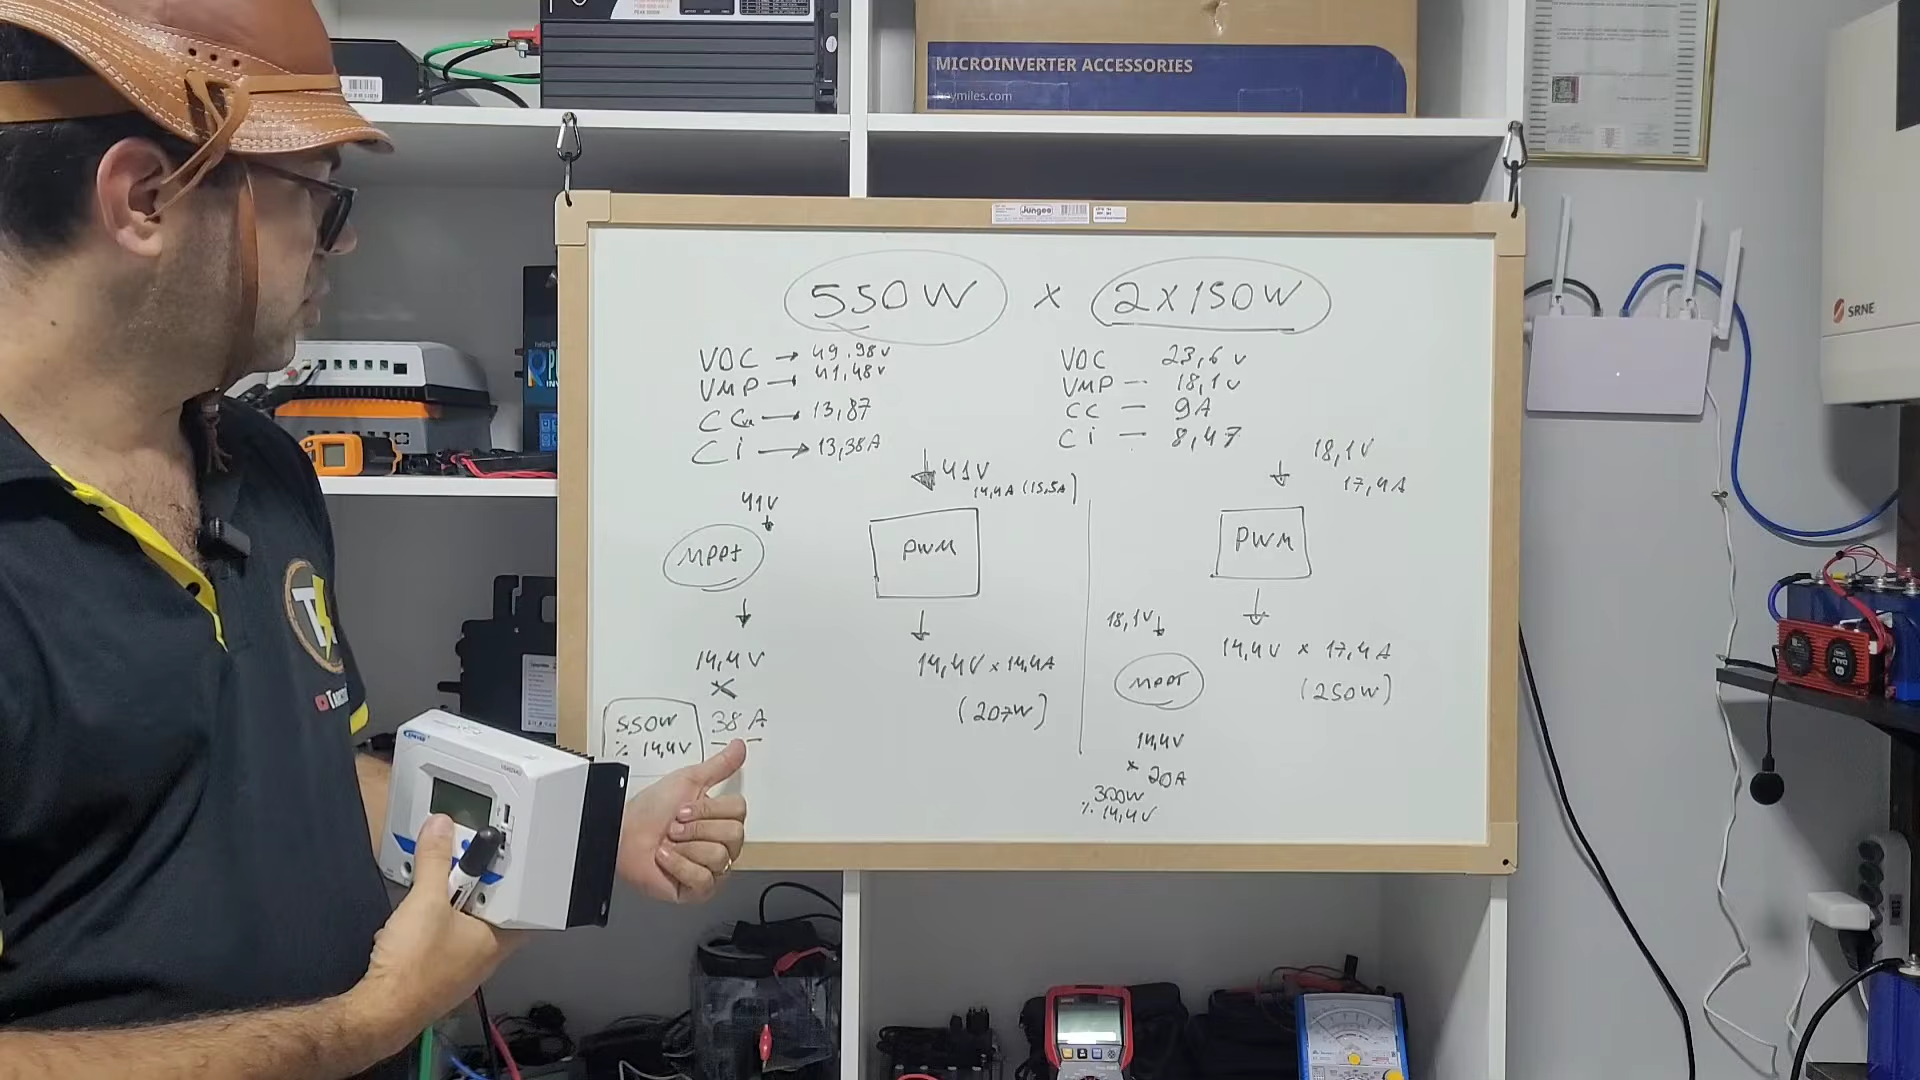 MICROINVERTER ACCESSORIES
SRNE
Jungee
550W x 2x150W
VOC → 49,98v
VMP → 41,48v
CC → 13,87
Ci → 13,38A
VOC 23,6v
VMP -- 18,1v
CC — 9A
Ci — 8,47
41V
MPPt
14,4V
x
38A
550W
% 14,4V
41V
14,4A (15,5A)
PWM
14,4V x 14,4A
(207W)
18,1V
17,4A
PWM
14,4V x 17,4A
(250W)
18,1V
MPPT
14,4V
x 20A
300W
% 14,4V
DALY